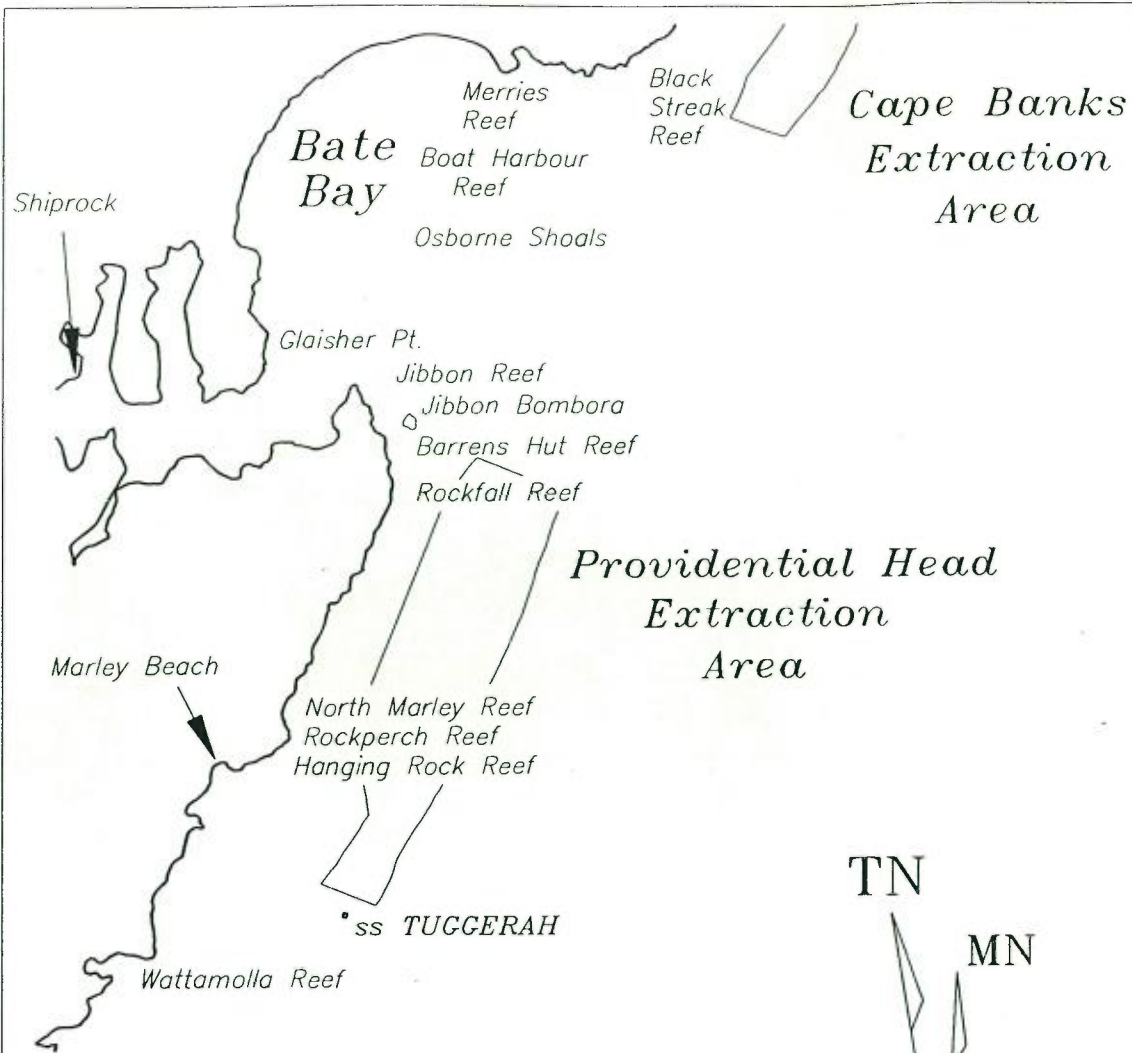 Merries
Reef
Black
Streak
Reef
Cape Banks
Extraction
Area
Bate
Bay
Boat Harbour
Reef
Shiprock
Osborne Shoals
Glaisher Pt.
Jibbon Reef
Jibbon Bombora
Barrens Hut Reef
Rockfall Reef
Providential Head
Extraction
Area
Marley Beach
North Marley Reef
Rockperch Reef
Hanging Rock Reef
TN
ss TUGGERAH
MN
Wattamolla Reef